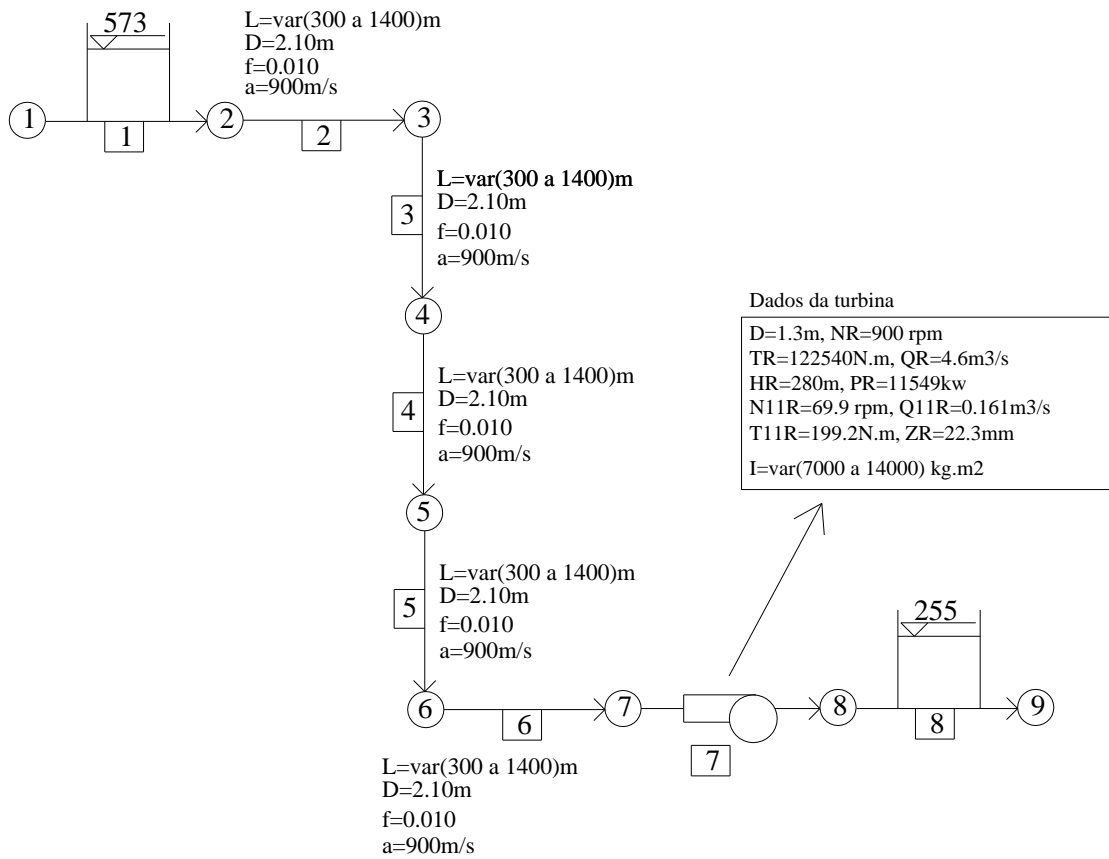 573
L=var(300 a 1400)m
D=2.10m
f=0.010
a=900m/s
1
1
2
2
3
L=var(300 a 1400)m
D=2.10m
f=0.010
a=900m/s
3
4
L=var(300 a 1400)m
D=2.10m
f=0.010
a=900m/s
4
5
L=var(300 a 1400)m
D=2.10m
f=0.010
a=900m/s
5
6
6
L=var(300 a 1400)m
D=2.10m
f=0.010
a=900m/s
7
7
Dados da turbina
D=1.3m, NR=900 rpm
TR=122540N.m, QR=4.6m3/s
HR=280m, PR=11549kw
N11R=69.9 rpm, Q11R=0.161m3/s
T11R=199.2N.m, ZR=22.3mm
I=var(7000 a 14000) kg.m2
8
255
8
9